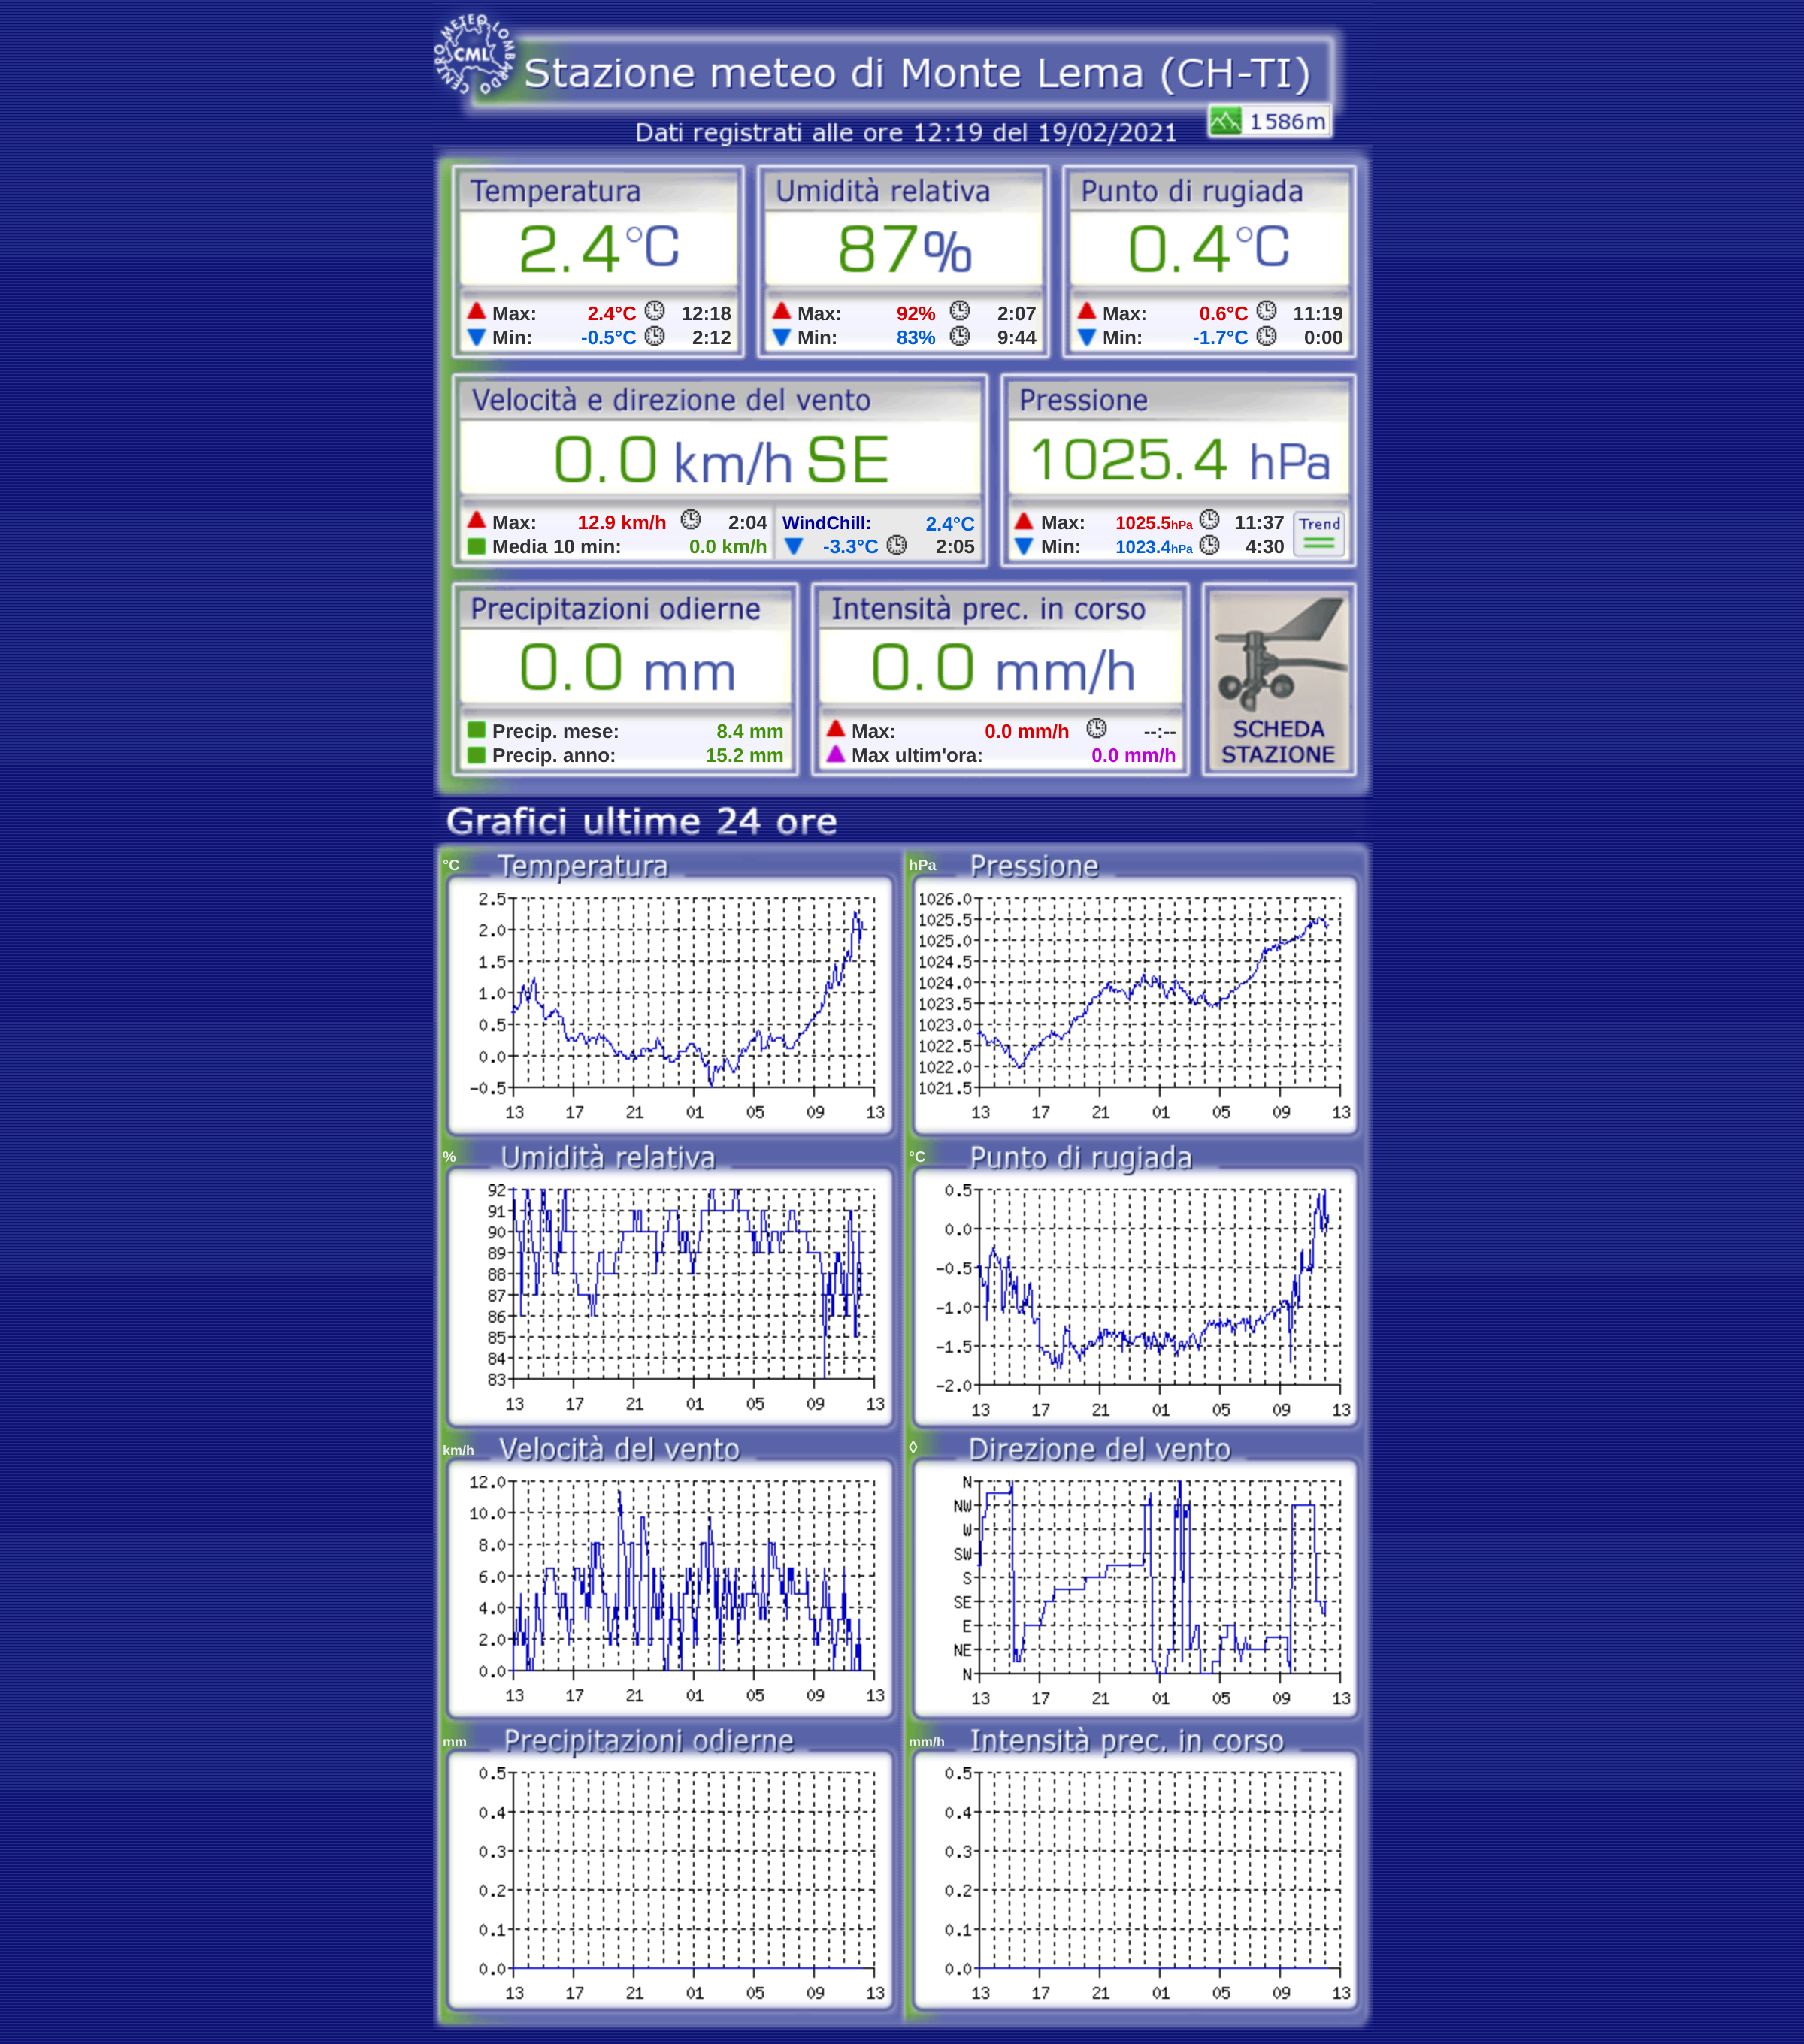 CENTRO METEO LOMBARDO
CML
Stazione meteo di Monte Lema (CH-TI)
1586m
Dati registrati alle ore 12:19 del 19/02/2021
Temperatura Umidità relativa Punto di rugiada
2.4°C 87% 0.4°C
Max: 2.4°C 12:18 Max: 92% 2:07 Max: 0.6°C 11:19
Min: -0.5°C 2:12 Min: 83% 9:44 Min: -1.7°C 0:00
Velocità e direzione del vento Pressione
0.0 km/h SE 1025.4 hPa
Max: 12.9 km/h 2:04 WindChill: 2.4°C Max: 1025.5hPa 11:37 Trend
Media 10 min: 0.0 km/h -3.3°C 2:05 Min: 1023.4hPa 4:30
Precipitazioni odierne Intensità prec. in corso
0.0 mm 0.0 mm/h
Precip. mese: 8.4 mm Max: 0.0 mm/h --:-- SCHEDA
Precip. anno: 15.2 mm Max ultim'ora: 0.0 mm/h STAZIONE
Grafici ultime 24 ore
°C Temperatura
2.5
2.0
1.5
1.0
0.5
0.0
-0.5
13 17 21 01 05 09 13
hPa Pressione
1026.0
1025.5
1025.0
1024.5
1024.0
1023.5
1023.0
1022.5
1022.0
1021.5
13 17 21 01 05 09 13
% Umidità relativa
92
91
90
89
88
87
86
85
84
83
13 17 21 01 05 09 13
°C Punto di rugiada
0.5
0.0
-0.5
-1.0
-1.5
-2.0
13 17 21 01 05 09 13
km/h Velocità del vento
12.0
10.0
8.0
6.0
4.0
2.0
0.0
13 17 21 01 05 09 13
◊ Direzione del vento
N
NW
W
SW
S
SE
E
NE
N
13 17 21 01 05 09 13
mm Precipitazioni odierne
0.5
0.4
0.3
0.2
0.1
0.0
13 17 21 01 05 09 13
mm/h Intensità prec. in corso
0.5
0.4
0.3
0.2
0.1
0.0
13 17 21 01 05 09 13